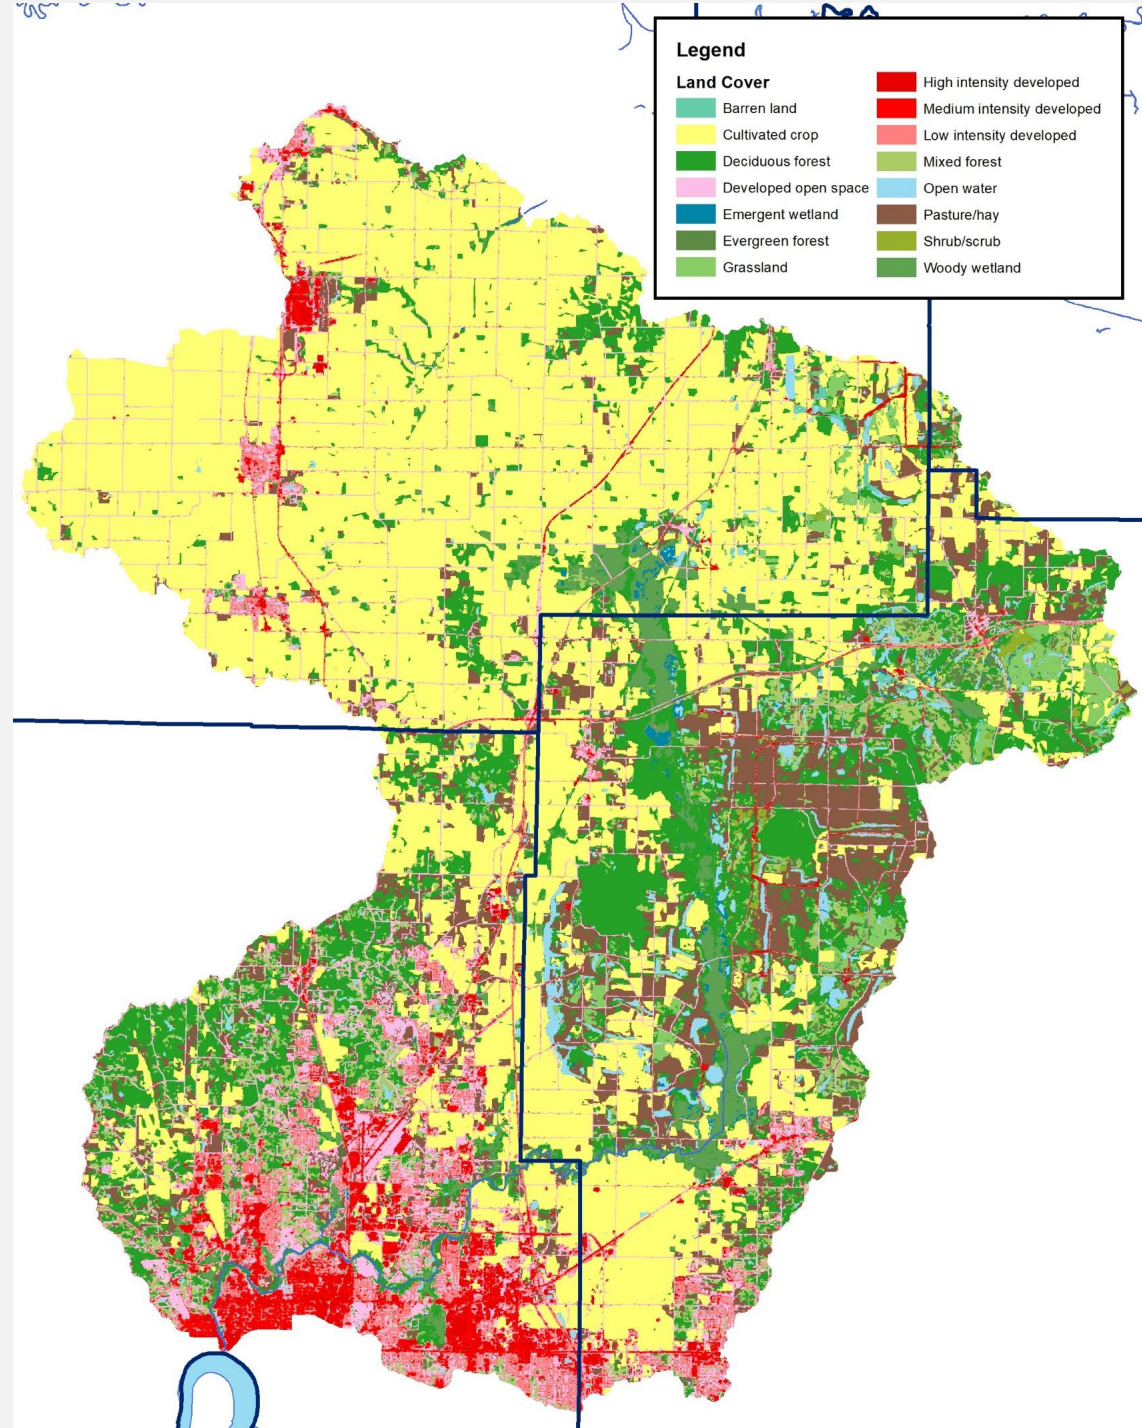 Legend
Land Cover
Barren land
Cultivated crop
Deciduous forest
Developed open space
Emergent wetland
Evergreen forest
Grassland
High intensity developed
Medium intensity developed
Low intensity developed
Mixed forest
Open water
Pasture/hay
Shrub/scrub
Woody wetland